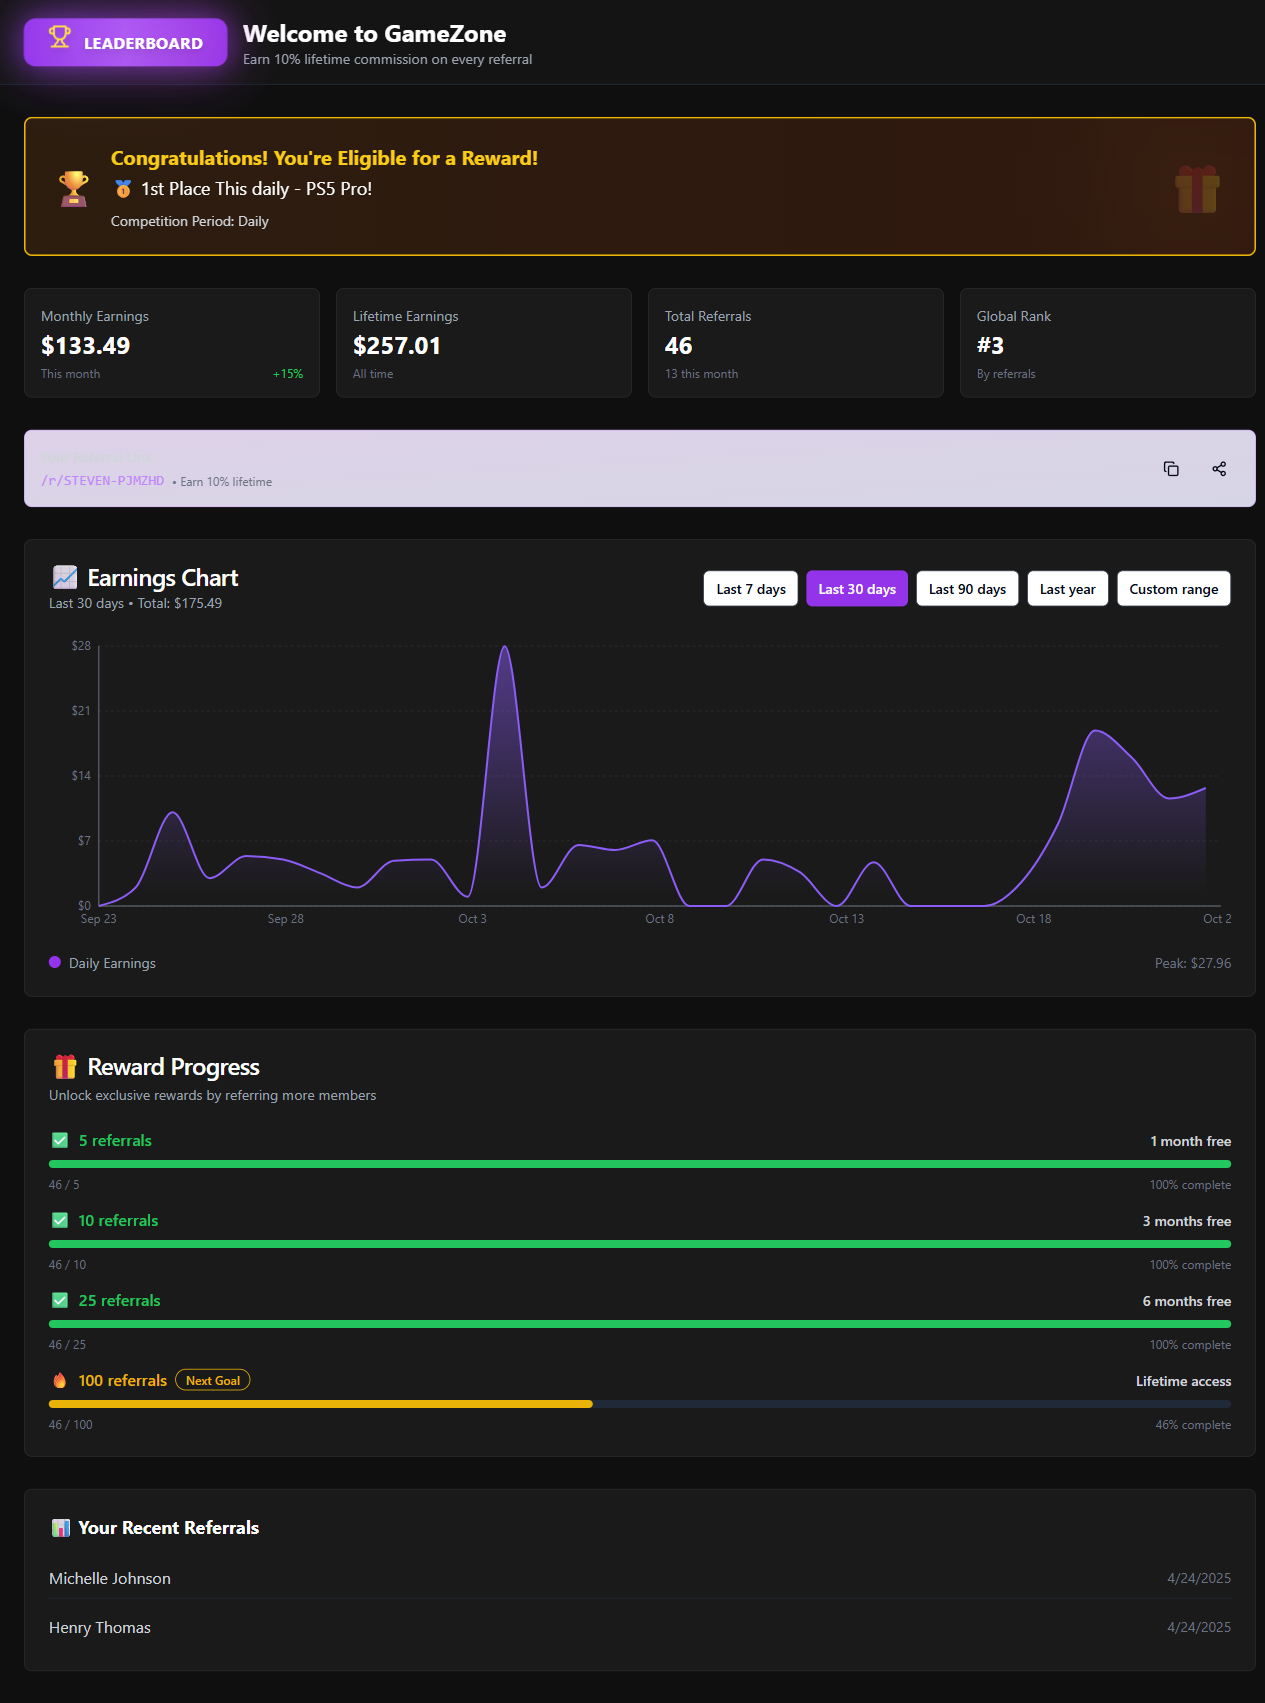 LEADERBOARD
Welcome to GameZone
Earn 10% lifetime commission on every referral
Congratulations! You're Eligible for a Reward!
1st Place This daily - PS5 Pro!
Competition Period: Daily
Monthly Earnings
$133.49
This month
+15%
Lifetime Earnings
$257.01
All time
Total Referrals
46
13 this month
Global Rank
#3
By referrals
Your Referral Link
/r/STEVEN-PJMZHD • Earn 10% lifetime
Earnings Chart
Last 30 days • Total: $175.49
Last 7 days
Last 30 days
Last 90 days
Last year
Custom range
$28
$21
$14
$7
$0
Sep 23
Sep 28
Oct 3
Oct 8
Oct 13
Oct 18
Oct 2
Daily Earnings
Peak: $27.96
Reward Progress
Unlock exclusive rewards by referring more members
5 referrals
1 month free
46 / 5
100% complete
10 referrals
3 months free
46 / 10
100% complete
25 referrals
6 months free
46 / 25
100% complete
100 referrals
Next Goal
Lifetime access
46 / 100
46% complete
Your Recent Referrals
Michelle Johnson
4/24/2025
Henry Thomas
4/24/2025